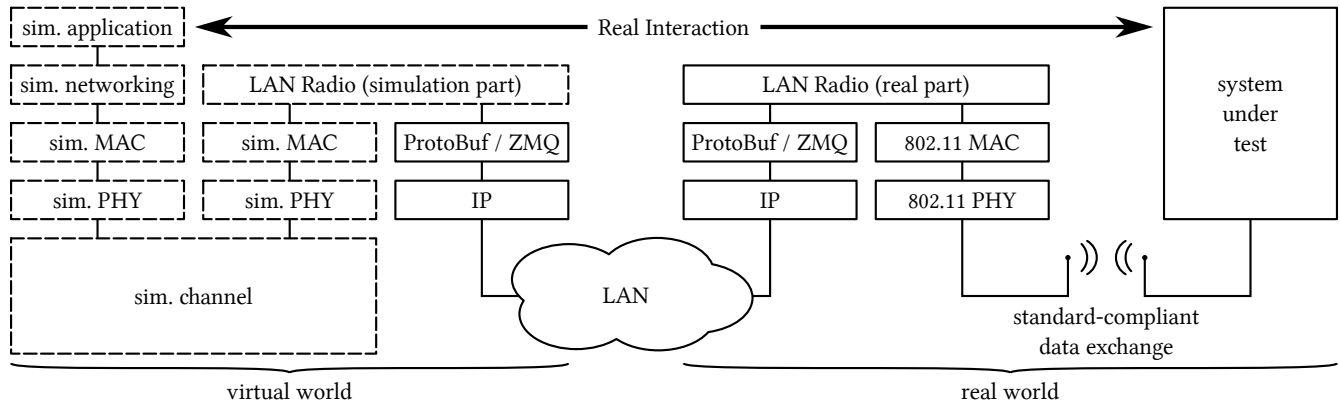 sim. application
Real Interaction
sim. networking
LAN Radio (simulation part)
LAN Radio (real part)
system
under
test
sim. MAC
sim. MAC
ProtoBuf / ZMQ
ProtoBuf / ZMQ
802.11 MAC
sim. PHY
sim. PHY
IP
IP
802.11 PHY
sim. channel
LAN
standard-compliant
data exchange
virtual world
real world